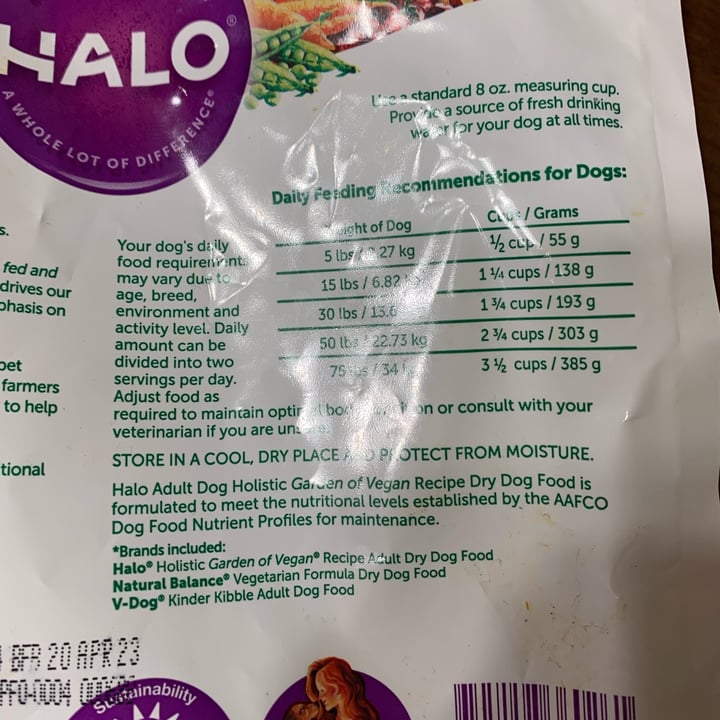 HALO®
A WHOLE LOT OF DIFFERENCE®
Use a standard 8 oz. measuring cup.
Provide a source of fresh drinking
water for your dog at all times.
Daily Feeding Recommendations for Dogs:
Weight of Dog Cups / Grams
5 lbs / 27 kg ½ cup / 55 g
15 lbs / 6.82 1 ¼ cups / 138 g
30 lbs / 13.6 1 ¾ cups / 193 g
50 lbs / 22.73 kg 2 ¾ cups / 303 g
75 lbs / 34 3 ½ cups / 385 g
Your dog's daily
food requirements
may vary due to
age, breed,
environment and
activity level. Daily
amount can be
divided into two
servings per day.
Adjust food as
required to maintain on or consult with your
veterinarian if you are unsure.
STORE IN A COOL, DRY PLACE AND PROTECT FROM MOISTURE.
Halo Adult Dog Holistic Garden of Vegan Recipe Dry Dog Food is
formulated to meet the nutritional levels established by the AAFCO
Dog Food Nutrient Profiles for maintenance.
*Brands included:
Halo® Holistic Garden of Vegan® Recipe Adult Dry Dog Food
Natural Balance® Vegetarian Formula Dry Dog Food
V-Dog® Kinder Kibble Adult Dog Food
s.
fed and
drives our
phasis on
pet
farmers
to help
tional
20 APR 23
Sustainability